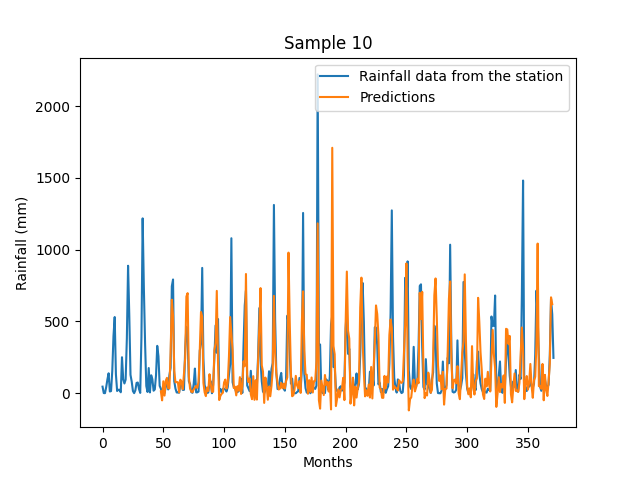 Sample 10
Rainfall data from the station
Predictions
Rainfall (mm)
2000
1500
1000
500
0
0 50 100 150 200 250 300 350
Months